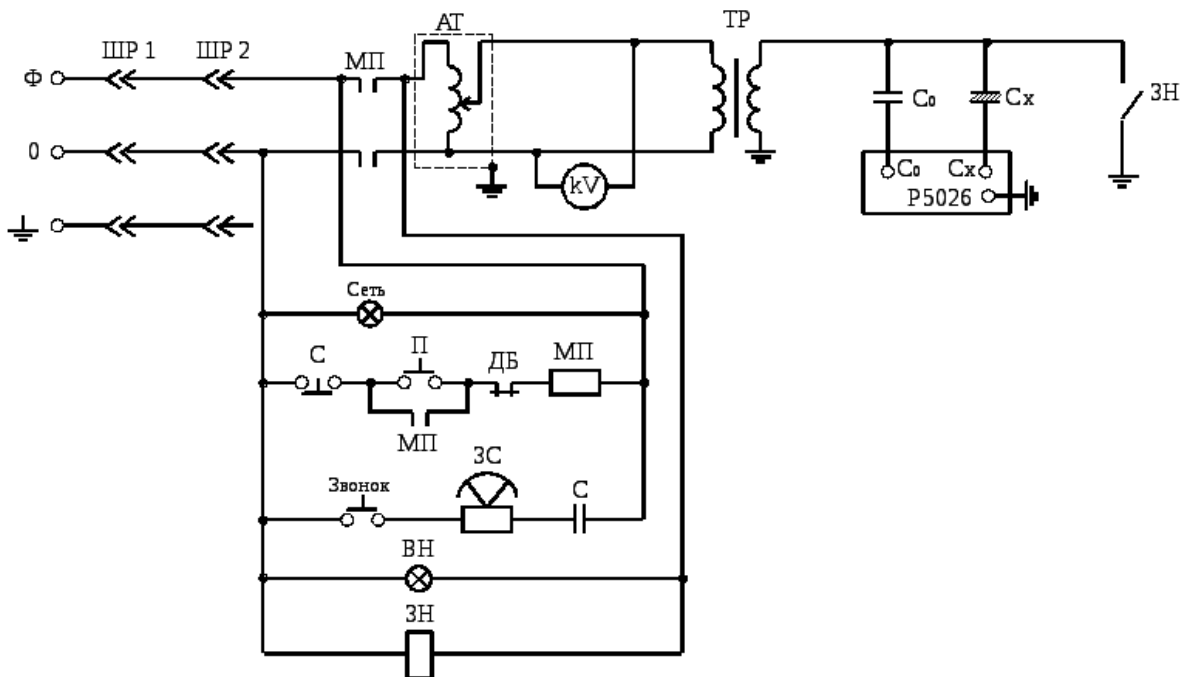 АТ
ТР
ШР 1 ШР 2
МП
Ф
0
C₀
Cx
ЗН
kV
C₀ Cx
Р5026
Сеть
С
П
ДБ
МП
МП
ЗС
Звонок
С
ВН
ЗН